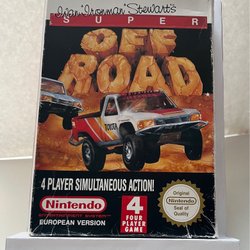 Ivan "Ironman" Stewart's
SUPER
OFF
ROAD
TOYOTA
4 PLAYER SIMULTANEOUS ACTION!
Nintendo
ENTERTAINMENT SYSTEM
EUROPEAN VERSION
4
FOUR
PLAYER
GAME
Original
Nintendo
Seal of
Quality